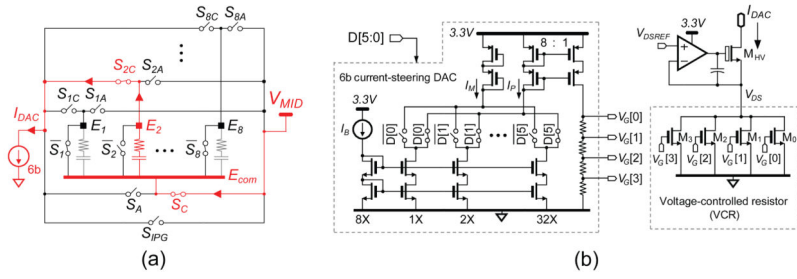 S8C S8A
S2C S2A
S1C S1A
VMID
IDAC
E1 E2 E8
6b
S̅1̅ S̅2̅ S̅8̅
Ecom
SA SC
SIPG
(a)
D[5:0]
3.3V
8 : 1
6b current-steering DAC
IM IP
3.3V
IB
D̅[̅0̅]̅ D[0] D̅[̅1̅]̅ D[1] D̅[̅5̅]̅ D[5]
8X 1X 2X 32X
VG[0]
VG[1]
VG[2]
VG[3]
3.3V
IDAC
VDSREF
MHV
VDS
M3 M2 M1 M0
VG[3] VG[2] VG[1] VG[0]
Voltage-controlled resistor
(VCR)
(b)